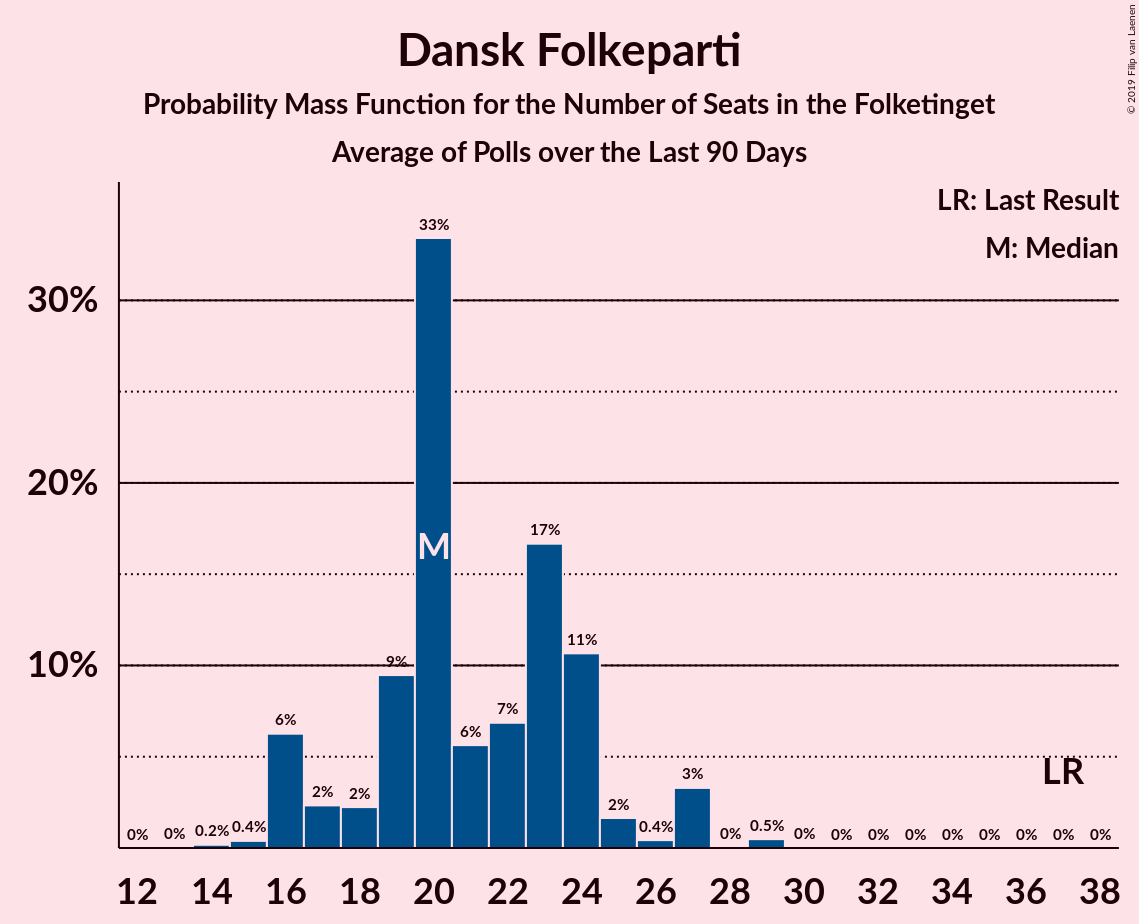 Dansk Folkeparti
Probability Mass Function for the Number of Seats in the Folketinget
Average of Polls over the Last 90 Days
© 2019 Filip van Laenen
LR: Last Result
M: Median
33%
30%
20%
17%
M
11%
10%
9%
7%
6%
6%
LR
3%
2%
2%
2%
0% 0% 0.2% 0.4% 0.4% 0% 0.5% 0% 0% 0% 0% 0% 0% 0% 0% 0%
12 14 16 18 20 22 24 26 28 30 32 34 36 38